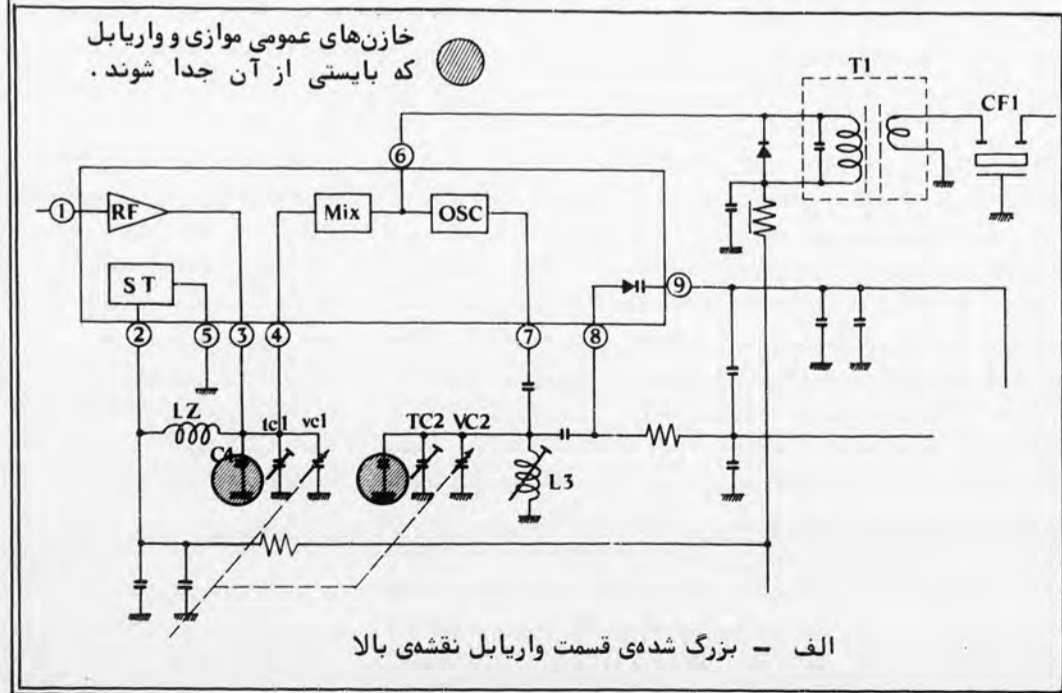 خازن‌های عمومی موازی و واریابل
که بایستی از آن جدا شوند .
T1
CF1
6
1
RF
Mix
OSC
S T
9
2
5
3
4
7
8
LZ
tc1
vc1
TC2
VC2
C4
L3
الف - بزرگ شده‌ی قسمت واریابل نقشه‌ی بالا